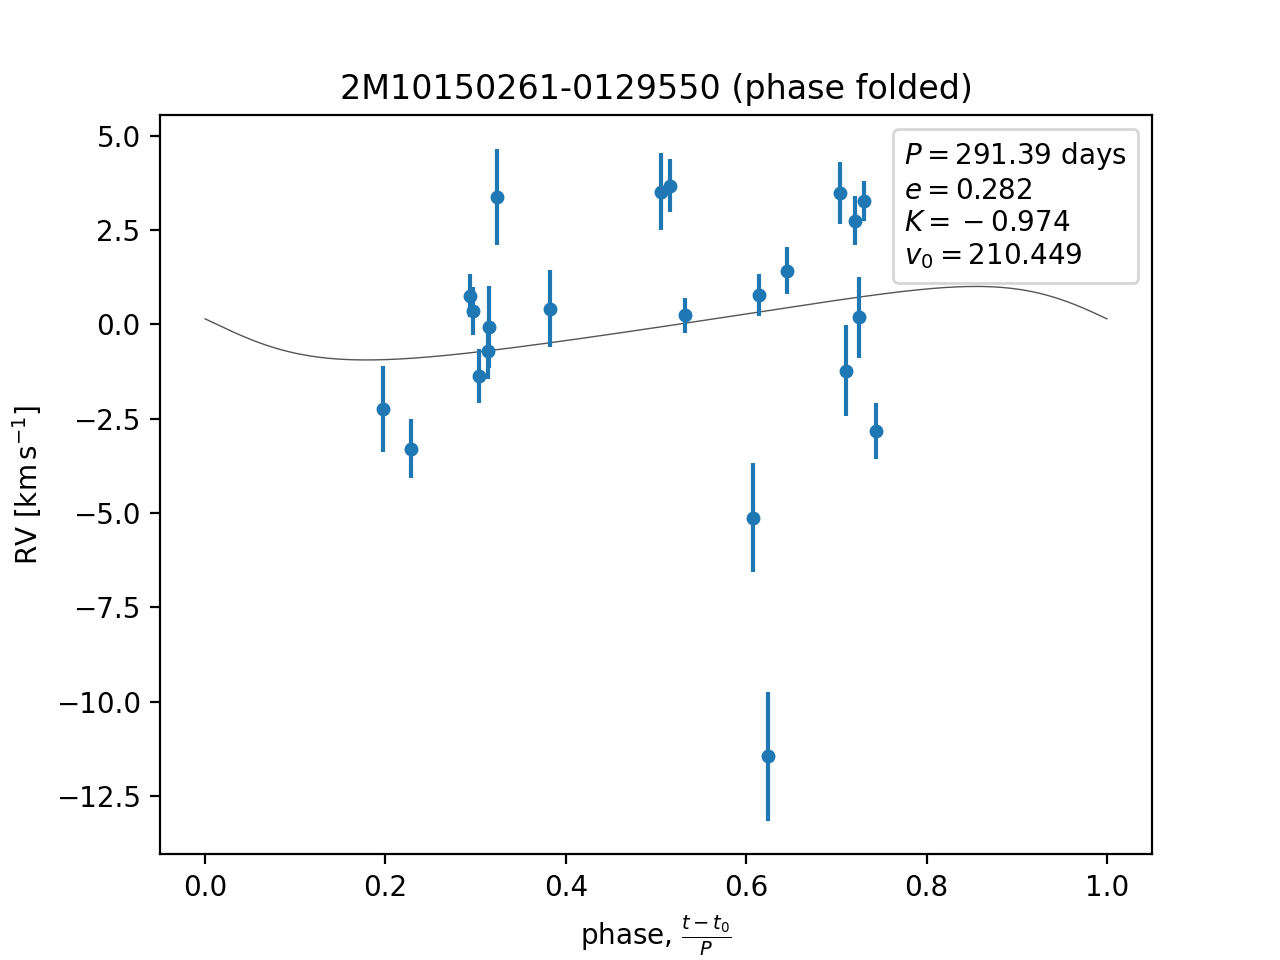 2M10150261-0129550 (phase folded)
P = 291.39 days
e = 0.282
K = −0.974
v₀ = 210.449
5.0
2.5
0.0
−2.5
−5.0
−7.5
−10.0
−12.5
RV [km s⁻¹]
0.0 0.2 0.4 0.6 0.8 1.0
phase, (t − t₀)/P